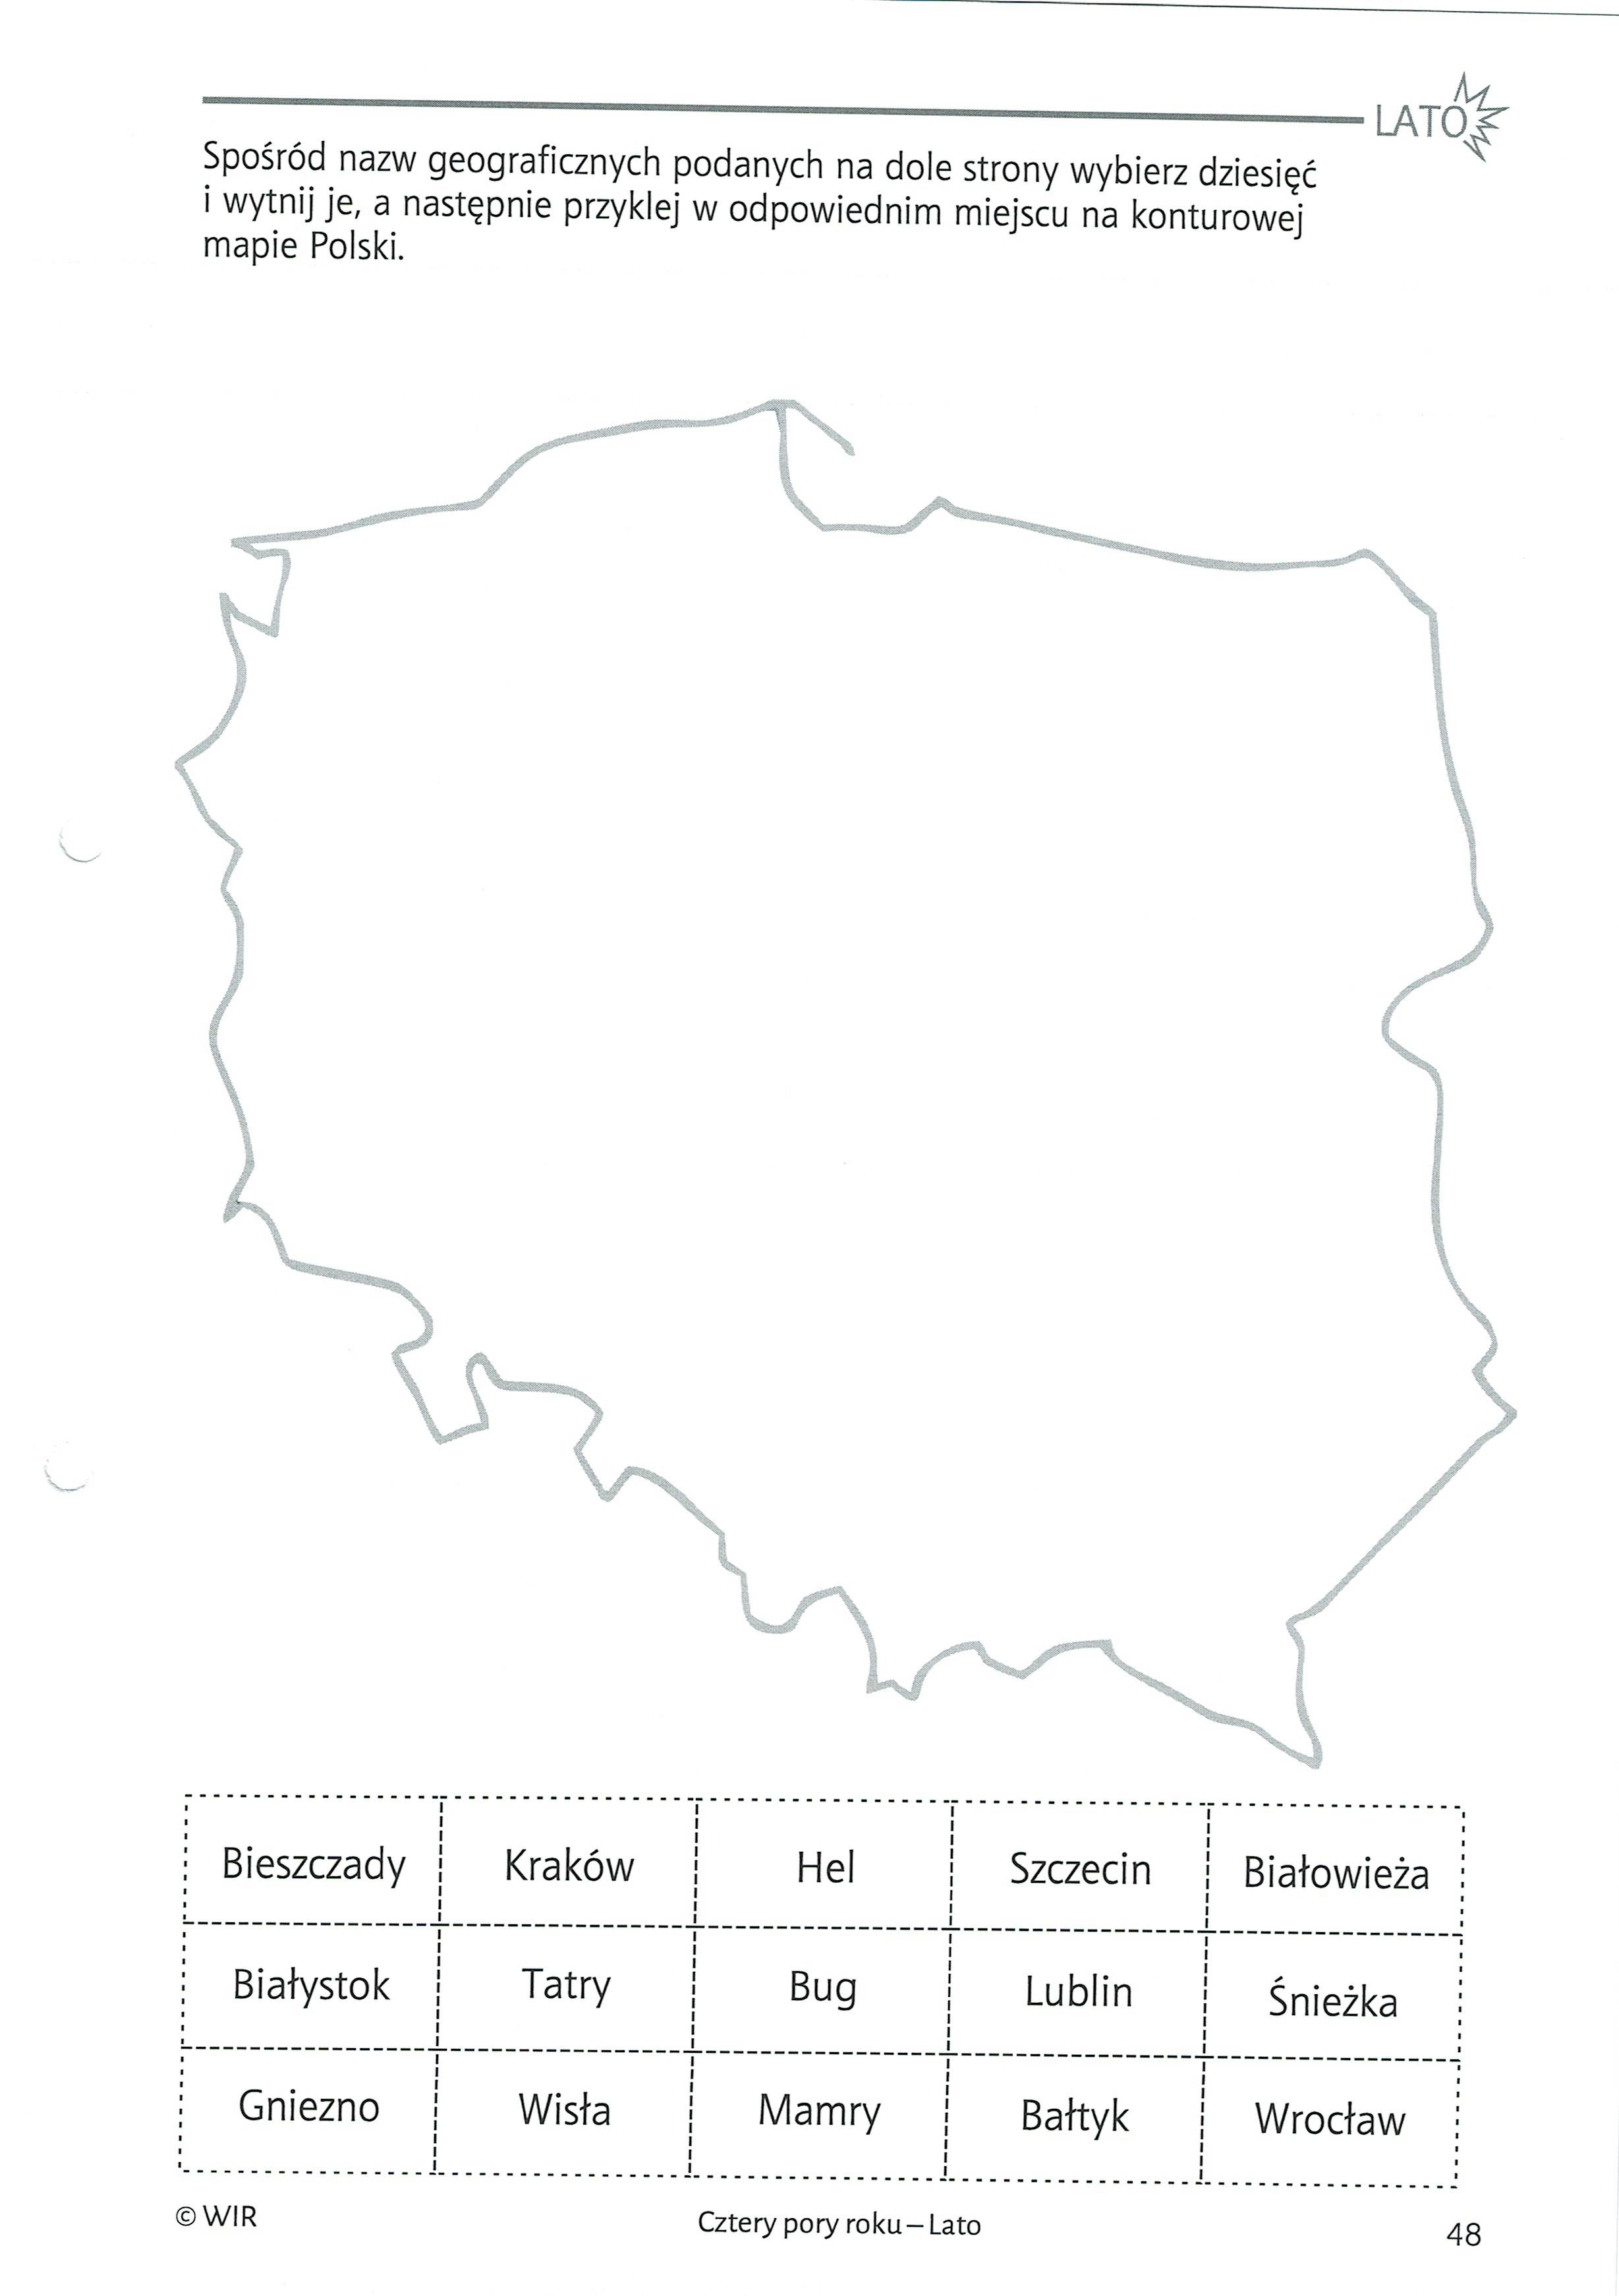 LATO
Spośród nazw geograficznych podanych na dole strony wybierz dziesięć
i wytnij je, a następnie przyklej w odpowiednim miejscu na konturowej
mapie Polski.
Bieszczady Kraków Hel Szczecin Białowieża
Białystok Tatry Bug Lublin Śnieżka
Gniezno Wisła Mamry Bałtyk Wrocław
© WIR Cztery pory roku – Lato 48